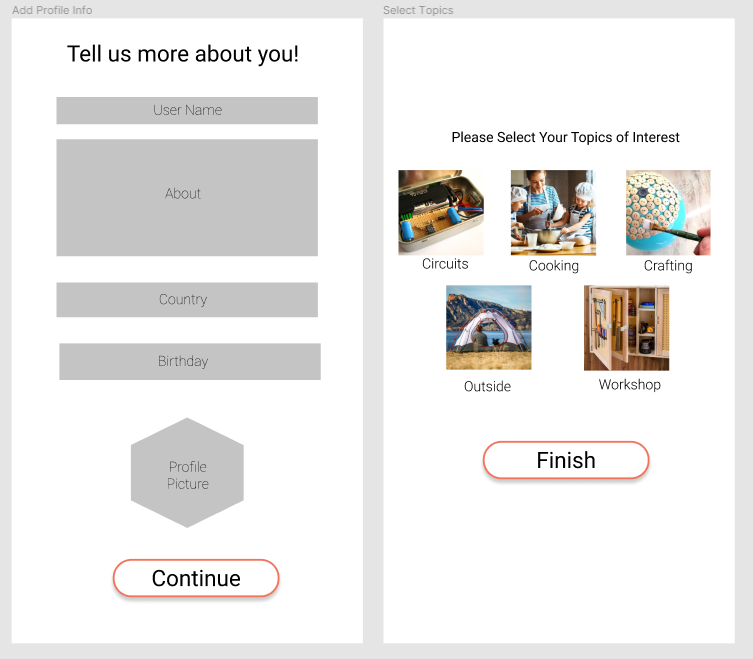 Add Profile Info
Tell us more about you!
User Name
About
Country
Birthday
Profile
Picture
Continue
Select Topics
Please Select Your Topics of Interest
Circuits
Cooking
Crafting
Outside
Workshop
Finish